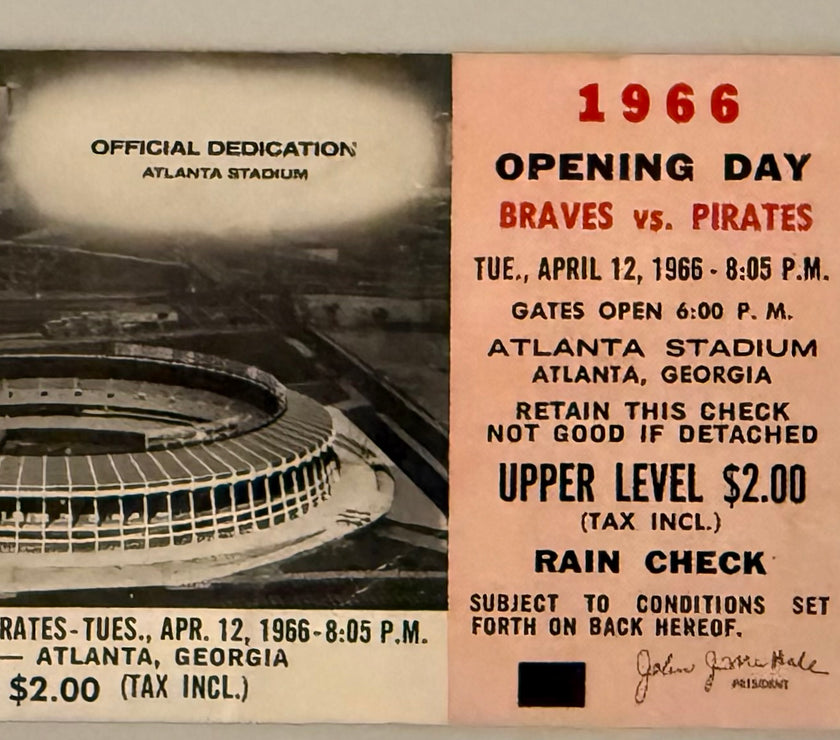 OFFICIAL DEDICATION
ATLANTA STADIUM
RATES-TUES., APR. 12, 1966-8:05 P.M.
— ATLANTA, GEORGIA
$2.00 (TAX INCL.)
1966
OPENING DAY
BRAVES vs. PIRATES
TUE., APRIL 12, 1966 - 8:05 P.M.
GATES OPEN 6:00 P. M.
ATLANTA STADIUM
ATLANTA, GEORGIA
RETAIN THIS CHECK
NOT GOOD IF DETACHED
UPPER LEVEL $2.00
(TAX INCL.)
RAIN CHECK
SUBJECT TO CONDITIONS SET
FORTH ON BACK HEREOF.
John
PRESIDENT